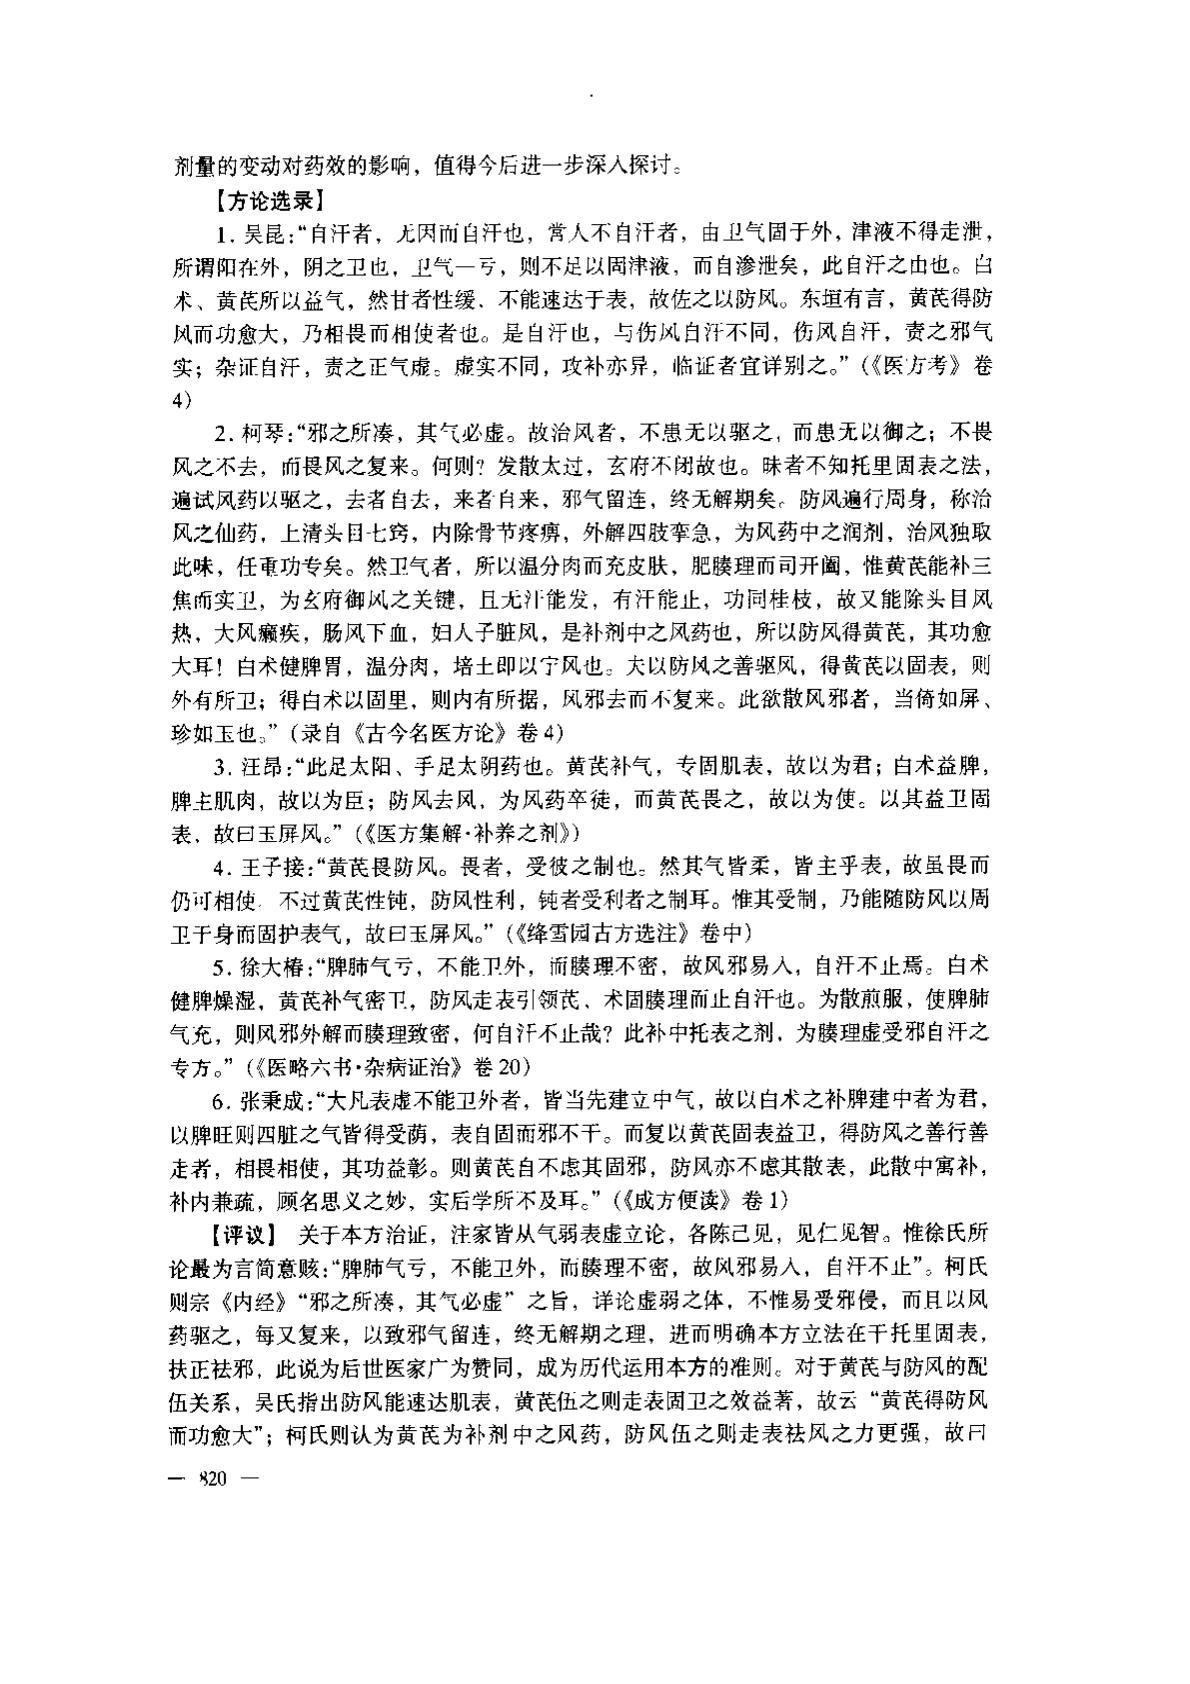 剂量的变动对药效的影响，值得今后进一步深入探讨。
【方论选录】
1. 吴昆：“自汗者，无因而自汗也，常人不自汗者，由卫气固于外，津液不得走泄，
所谓阳在外，阴之卫也，卫气一亏，则不足以固津液，而自渗泄矣，此自汗之由也。白
术、黄芪所以益气，然甘者性缓，不能速达于表，故佐之以防风。东垣有言，黄芪得防
风而功愈大，乃相畏而相使者也。是自汗也，与伤风自汗不同，伤风自汗，责之邪气
实；杂证自汗，责之正气虚。虚实不同，攻补亦异，临证者宜详别之。”（《医方考》卷
4）
2. 柯琴：“邪之所凑，其气必虚。故治风者，不患无以驱之，而患无以御之；不畏
风之不去，而畏风之复来。何则？发散太过，玄府不闭故也。昧者不知托里固表之法，
遍试风药以驱之，去者自去，来者自来，邪气留连，终无解期矣。防风遍行周身，称治
风之仙药，上清头目七窍，内除骨节疼痹，外解四肢挛急，为风药中之润剂，治风独取
此味，任重功专矣。然卫气者，所以温分肉而充皮肤，肥腠理而司开阖，惟黄芪能补三
焦而实卫，为玄府御风之关键，且无汗能发，有汗能止，功同桂枝，故又能除头目风
热，大风癞疾，肠风下血，妇人子脏风，是补剂中之风药也，所以防风得黄芪，其功愈
大耳！白术健脾胃，温分肉，培土即以宁风也。夫以防风之善驱风，得黄芪以固表，则
外有所卫；得白术以固里，则内有所据，风邪去而不复来。此欲散风邪者，当倚如屏、
珍如玉也。”（录自《古今名医方论》卷 4）
3. 汪昂：“此足太阳、手足太阴药也。黄芪补气，专固肌表，故以为君；白术益脾，
脾主肌肉，故以为臣；防风去风，为风药卒徒，而黄芪畏之，故以为使。以其益卫固
表，故曰玉屏风。”（《医方集解·补养之剂》）
4. 王子接：“黄芪畏防风。畏者，受彼之制也。然其气皆柔，皆主乎表，故虽畏而
仍可相使。不过黄芪性钝，防风性利，钝者受利者之制耳。惟其受制，乃能随防风以周
卫于身而固护表气，故曰玉屏风。”（《绛雪园古方选注》卷中）
5. 徐大椿：“脾肺气亏，不能卫外，而腠理不密，故风邪易入，自汗不止焉。白术
健脾燥湿，黄芪补气密卫，防风走表引领芪、术固腠理而止自汗也。为散煎服，使脾肺
气充，则风邪外解而腠理致密，何自汗不止哉？此补中托表之剂，为腠理虚受邪自汗之
专方。”（《医略六书·杂病证治》卷 20）
6. 张秉成：“大凡表虚不能卫外者，皆当先建立中气，故以白术之补脾建中者为君，
以脾旺则四脏之气皆得受荫，表自固而邪不干。而复以黄芪固表益卫，得防风之善行善
走者，相畏相使，其功益彰。则黄芪自不虑其固邪，防风亦不虑其散表，此散中寓补，
补内兼疏，顾名思义之妙，实后学所不及耳。”（《成方便读》卷 1）
【评议】 关于本方治证，注家皆从气弱表虚立论，各陈己见，见仁见智。惟徐氏所
论最为言简意赅：“脾肺气亏，不能卫外，而腠理不密，故风邪易入，自汗不止”。柯氏
则宗《内经》“邪之所凑，其气必虚”之旨，详论虚弱之体，不惟易受邪侵，而且以风
药驱之，每又复来，以致邪气留连，终无解期之理，进而明确本方立法在于托里固表，
扶正祛邪，此说为后世医家广为赞同，成为历代运用本方的准则。对于黄芪与防风的配
伍关系，吴氏指出防风能速达肌表，黄芪伍之则走表固卫之效益著，故云“黄芪得防风
而功愈大”；柯氏则认为黄芪为补剂中之风药，防风伍之则走表祛风之力更强，故曰
— 820 —